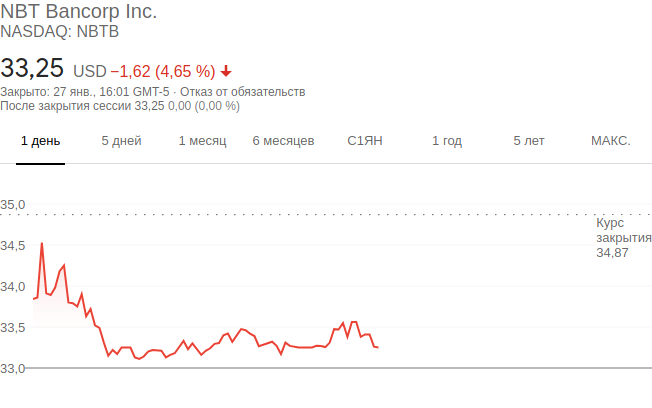 NBT Bancorp Inc.
NASDAQ: NBTB
33,25 USD −1,62 (4,65 %)
Закрыто: 27 янв., 16:01 GMT-5 · Отказ от обязательств
После закрытия сессии 33,25 0,00 (0,00 %)
1 день 5 дней 1 месяц 6 месяцев С1ЯН 1 год 5 лет МАКС.
35,0
Курс
закрытия
34,87
34,5
34,0
33,5
33,0